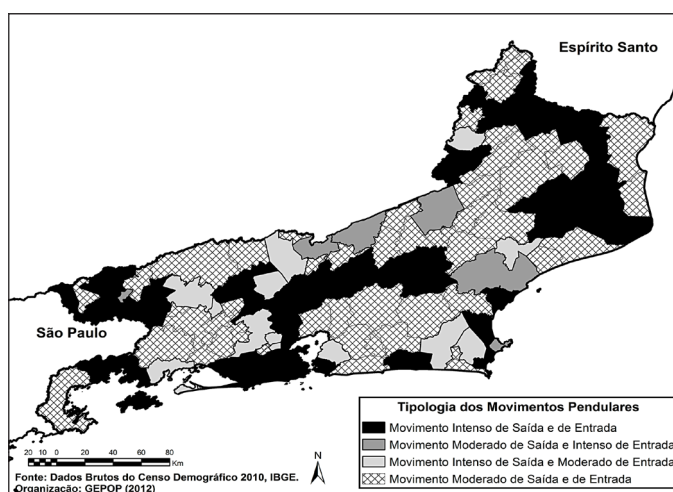 Espírito Santo
São Paulo
Tipologia dos Movimentos Pendulares
Movimento Intenso de Saída e de Entrada
Movimento Moderado de Saída e Intenso de Entrada
Movimento Intenso de Saída e Moderado de Entrada
Movimento Moderado de Saída e de Entrada
20 10 0 20 40 60 80
Km
N
Fonte: Dados Brutos do Censo Demográfico 2010, IBGE.
Organização: GEPOP (2012)